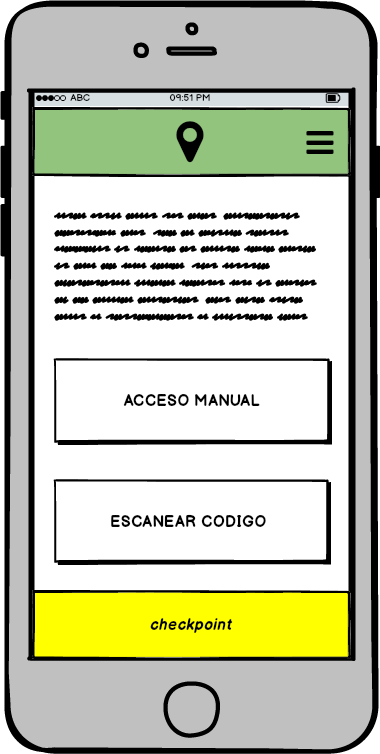 ABC 09:51 PM
ACCESO MANUAL
ESCANEAR CODIGO
checkpoint